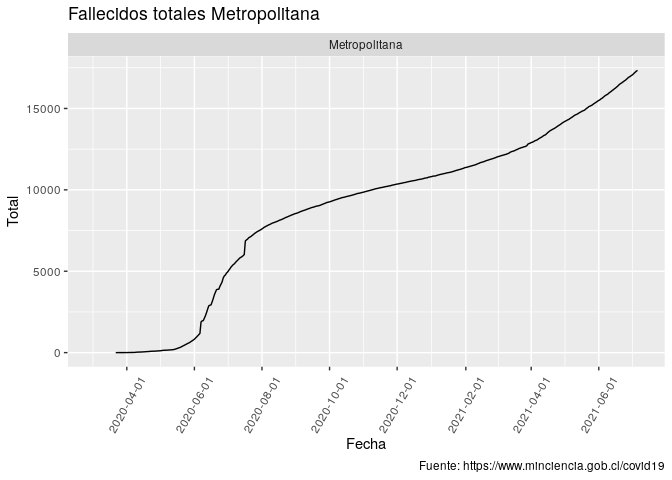 Fallecidos totales Metropolitana
Metropolitana
15000
10000
5000
0
Total
2020-04-01
2020-06-01
2020-08-01
2020-10-01
2020-12-01
2021-02-01
2021-04-01
2021-06-01
Fecha
Fuente: https://www.minciencia.gob.cl/covid19